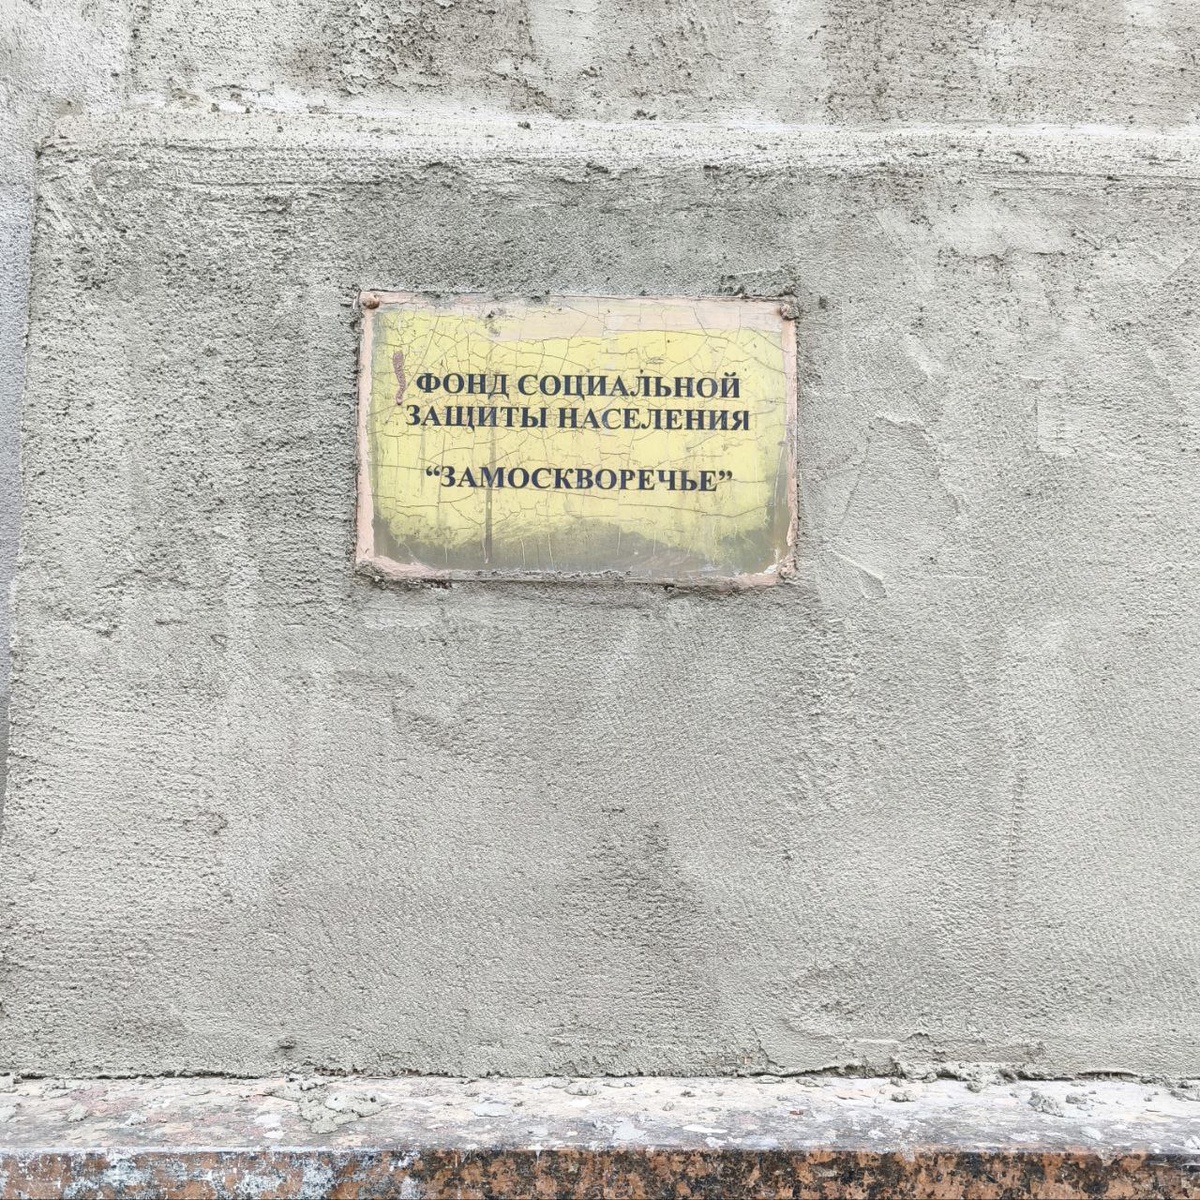 ФОНД СОЦИАЛЬНОЙ
ЗАЩИТЫ НАСЕЛЕНИЯ
“ЗАМОСКВОРЕЧЬЕ”